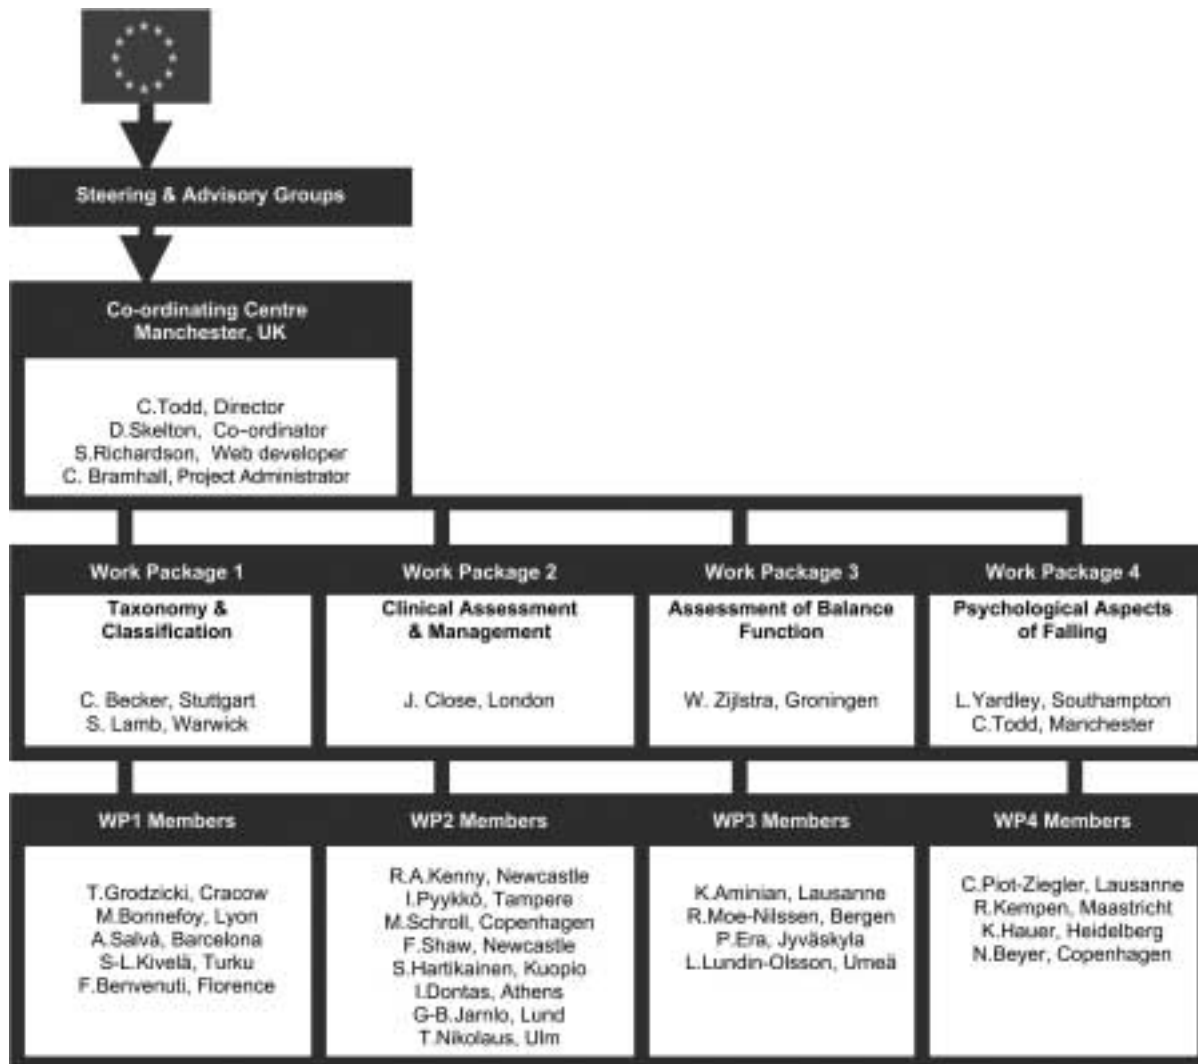 Steering & Advisory Groups
Co-ordinating Centre
Manchester, UK
C.Todd, Director
D.Skelton, Co-ordinator
S.Richardson, Web developer
C. Bramhall, Project Administrator
Work Package 1
Taxonomy &
Classification
C. Becker, Stuttgart
S. Lamb, Warwick
Work Package 2
Clinical Assessment
& Management
J. Close, London
Work Package 3
Assessment of Balance
Function
W. Zijlstra, Groningen
Work Package 4
Psychological Aspects
of Falling
L.Yardley, Southampton
C.Todd, Manchester
WP1 Members
T.Grodzicki, Cracow
M.Bonnefoy, Lyon
A.Salvà, Barcelona
S-L.Kivelä, Turku
F.Benvenuti, Florence
WP2 Members
R.A.Kenny, Newcastle
I.Pyykkö, Tampere
M.Schroll, Copenhagen
F.Shaw, Newcastle
S.Hartikainen, Kuopio
I.Dontas, Athens
G-B.Jarnlo, Lund
T.Nikolaus, Ulm
WP3 Members
K.Aminian, Lausanne
R.Moe-Nilssen, Bergen
P.Era, Jyväskyla
L.Lundin-Olsson, Umeå
WP4 Members
C.Piot-Ziegler, Lausanne
R.Kempen, Maastricht
K.Hauer, Heidelberg
N.Beyer, Copenhagen